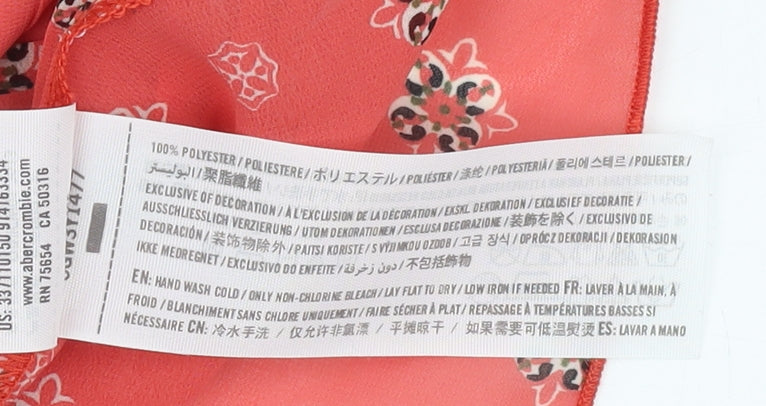 100% POLYESTER / POLIESTERE / ポリエステル / POLIÉSTER / 涤纶 / POLYESTERIÄ / 폴리에스테르 / POLIESTER /
البوليستر / 聚脂纖維
EXCLUSIVE OF DECORATION / À L'EXCLUSION DE LA DÉCORATION / EKSKL DEKORATION / EXCLUSIEF DECORATIE /
AUSSCHLIESSLICH VERZIERUNG / UTOM DEKORATIONEN / ESCLUSA DECORAZIONE / 装飾を除く / EXCLUSIVO DE
DECORACIÓN / 装饰物除外 / PAITSI KORISTE / S VÝJIMKOU OZDOB / 고급 장식 / OPRÓCZ DEKORACJI / DEKORASJON
IKKE MEDREGNET / EXCLUSIVO DO ENFEITE / دون زخرفة / 不包括飾物
EN: HAND WASH COLD / ONLY NON-CHLORINE BLEACH / LAY FLAT TO DRY / LOW IRON IF NEEDED FR: LAVER À LA MAIN, À
FROID / BLANCHIMENT SANS CHLORE UNIQUEMENT / FAIRE SÉCHER À PLAT / REPASSAGE À TEMPÉRATURES BASSES SI
NÉCESSAIRE CN: 冷水手洗 / 仅允许非氯漂 / 平摊晾干 / 如果需要可低温熨烫 ES: LAVAR A MANO
www.abercrombie.com
RN 75654 CA 50316